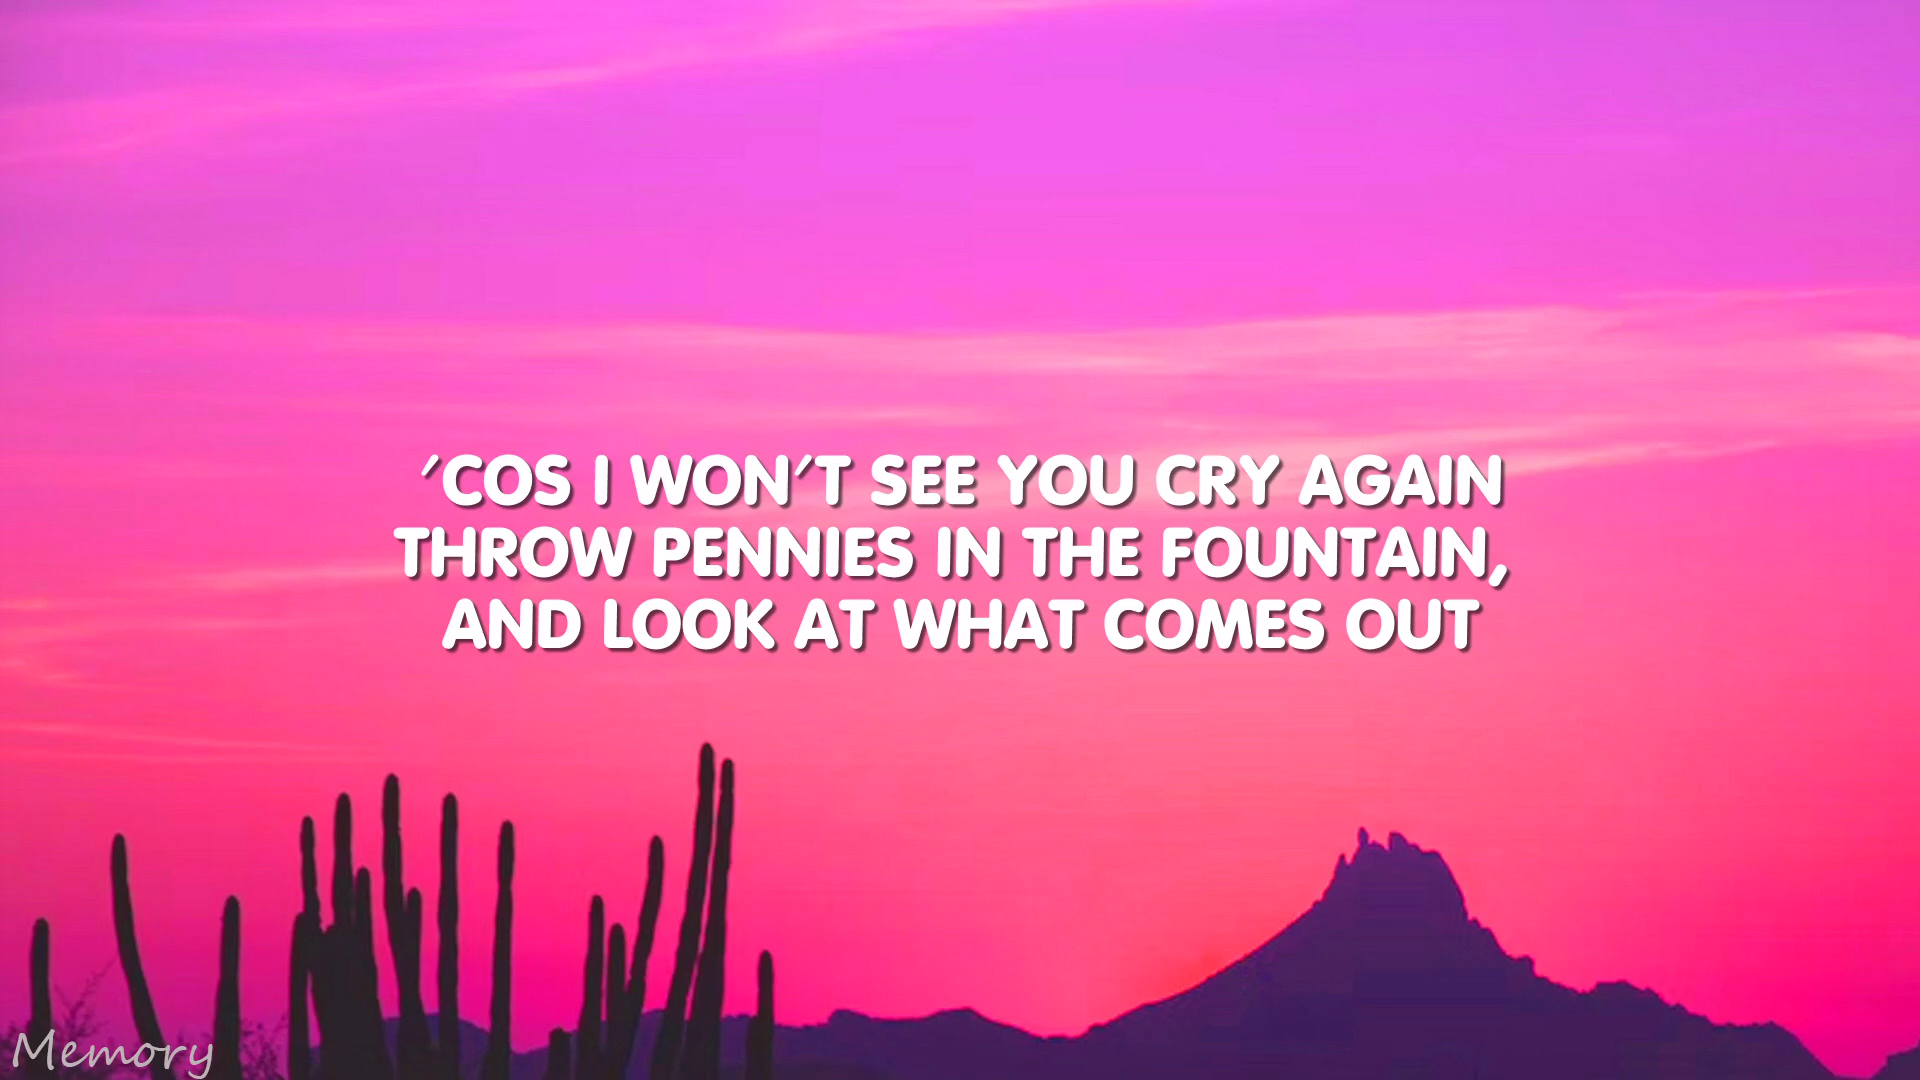 'COS I WON'T SEE YOU CRY AGAIN
THROW PENNIES IN THE FOUNTAIN,
AND LOOK AT WHAT COMES OUT
Memory